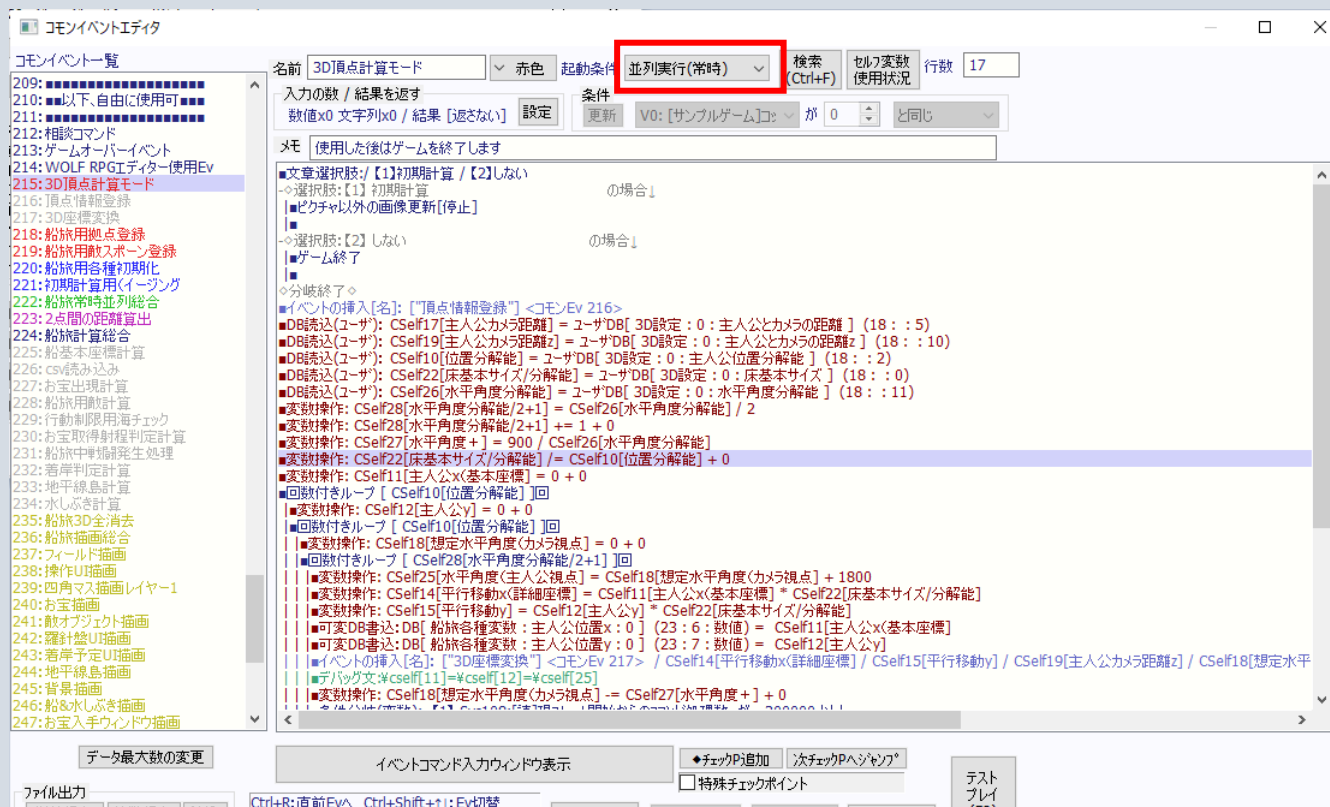 コモンイベントエディタ
コモンイベント一覧
209:■■■■■■■■■■■■■■■■■■■
210:■■以下、自由に使用可■■■
211:■■■■■■■■■■■■■■■■■■■
212:相談コマンド
213:ゲームオーバーイベント
214:WOLF RPGエディター使用Ev
215:3D頂点計算モード
216:頂点情報登録
217:3D座標変換
218:船旅用拠点登録
219:船旅用敵スポーン登録
220:船旅用各種初期化
221:初期計算用(イージング
222:船旅常時並列総合
223:2点間の距離算出
224:船旅計算総合
225:船基本座標計算
226:csv読み込み
227:お宝出現計算
228:船旅用敵計算
229:行動制限用海チェック
230:お宝取得射程判定計算
231:船旅中戦闘発生処理
232:着岸判定計算
233:地平線島計算
234:水しぶき計算
235:船旅3D全消去
236:船旅描画総合
237:フィールド描画
238:操作UI描画
239:四角マス描画レイヤー1
240:お宝描画
241:敵オブジェクト描画
242:羅針盤UI描画
243:着岸予定UI描画
244:地平線島描画
245:背景描画
246:船&水しぶき描画
247:お宝入手ウィンドウ描画
データ最大数の変更
ファイル出力
名前 3D頂点計算モード 赤色 起動条件 並列実行(常時) 検索(Ctrl+F) セルフ変数使用状況 行数 17
入力の数 / 結果を返す
数値x0 文字列x0 / 結果 [返さない] 設定
条件
更新 V0: [サンプルゲーム]コ が 0 と同じ
メモ 使用した後はゲームを終了します
■文章選択肢:/【1】初期計算 /【2】しない
-◇選択肢:【1】 初期計算 の場合↓
|■ピクチャ以外の画像更新[停止]
|■
-◇選択肢:【2】 しない の場合↓
|■ゲーム終了
|■
◇分岐終了◇
■イベントの挿入[名]: ["頂点情報登録"] <コモンEv 216>
■DB読込(ユーザ): CSelf17[主人公カメラ距離] = ユーザDB[ 3D設定 : 0 : 主人公とカメラの距離 ] (18 : : 5)
■DB読込(ユーザ): CSelf19[主人公カメラ距離z] = ユーザDB[ 3D設定 : 0 : 主人公とカメラの距離z ] (18 : : 10)
■DB読込(ユーザ): CSelf10[位置分解能] = ユーザDB[ 3D設定 : 0 : 主人公位置分解能 ] (18 : : 2)
■DB読込(ユーザ): CSelf22[床基本サイズ/分解能] = ユーザDB[ 3D設定 : 0 : 床基本サイズ ] (18 : : 0)
■DB読込(ユーザ): CSelf26[水平角度分解能] = ユーザDB[ 3D設定 : 0 : 水平角度分解能 ] (18 : : 11)
■変数操作: CSelf28[水平角度分解能/2+1] = CSelf26[水平角度分解能] / 2
■変数操作: CSelf28[水平角度分解能/2+1] += 1 + 0
■変数操作: CSelf27[水平角度+] = 900 / CSelf26[水平角度分解能]
■変数操作: CSelf22[床基本サイズ/分解能] /= CSelf10[位置分解能] + 0
■変数操作: CSelf11[主人公x(基本座標] = 0 + 0
■回数付きループ [ CSelf10[位置分解能] ]回
|■変数操作: CSelf12[主人公y] = 0 + 0
|■回数付きループ [ CSelf10[位置分解能] ]回
| |■変数操作: CSelf18[想定水平角度(カメラ視点] = 0 + 0
| |■回数付きループ [ CSelf28[水平角度分解能/2+1] ]回
| | |■変数操作: CSelf25[水平角度(主人公視点] = CSelf18[想定水平角度(カメラ視点] + 1800
| | |■変数操作: CSelf14[平行移動x(詳細座標] = CSelf11[主人公x(基本座標] * CSelf22[床基本サイズ/分解能]
| | |■変数操作: CSelf15[平行移動y] = CSelf12[主人公y] * CSelf22[床基本サイズ/分解能]
| | |■可変DB書込:DB[ 船旅各種変数 : 主人公位置x : 0 ] (23 : 6 : 数値) = CSelf11[主人公x(基本座標]
| | |■可変DB書込:DB[ 船旅各種変数 : 主人公位置y : 0 ] (23 : 7 : 数値) = CSelf12[主人公y]
| | |■イベントの挿入[名]: ["3D座標変換"] <コモンEv 217> / CSelf14[平行移動x(詳細座標] / CSelf15[平行移動y] / CSelf19[主人公カメラ距離z] / CSelf18[想定水平
| | |■デバッグ文:¥cself[11]=¥cself[12]=¥cself[25]
| | |■変数操作: CSelf18[想定水平角度(カメラ視点] -= CSelf27[水平角度+] + 0
イベントコマンド入力ウィンドウ表示
◆チェックP追加 次チェックPへジャンプ
特殊チェックポイント
テストプレイ
Ctrl+R:直前Evへ Ctrl+Shift+↑↓:Ev切替